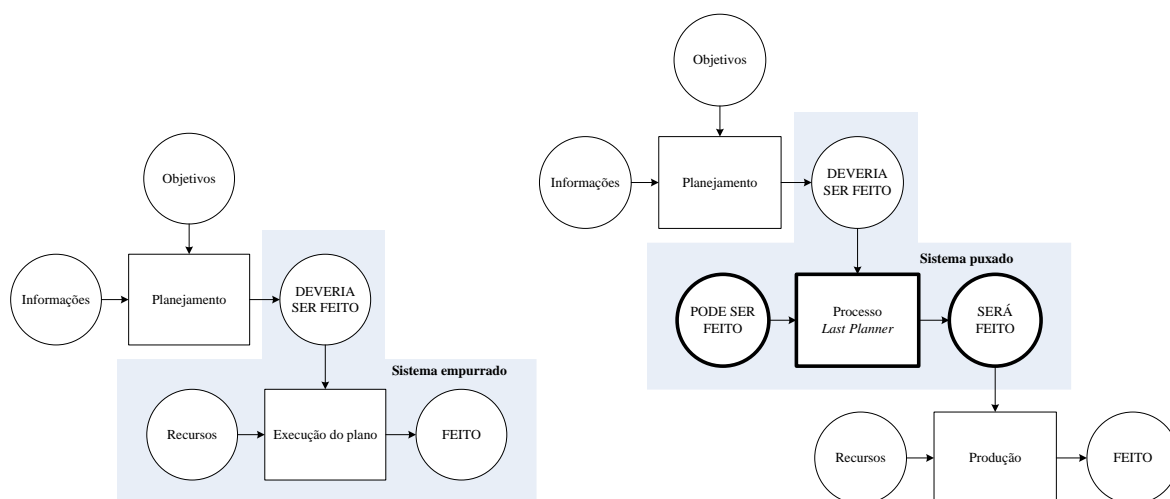 Objetivos
Informações
Planejamento
DEVERIA
SER FEITO
Sistema empurrado
Recursos
Execução do plano
FEITO
Objetivos
Informações
Planejamento
DEVERIA
SER FEITO
Sistema puxado
PODE SER
FEITO
Processo
Last Planner
SERÁ
FEITO
Recursos
Produção
FEITO